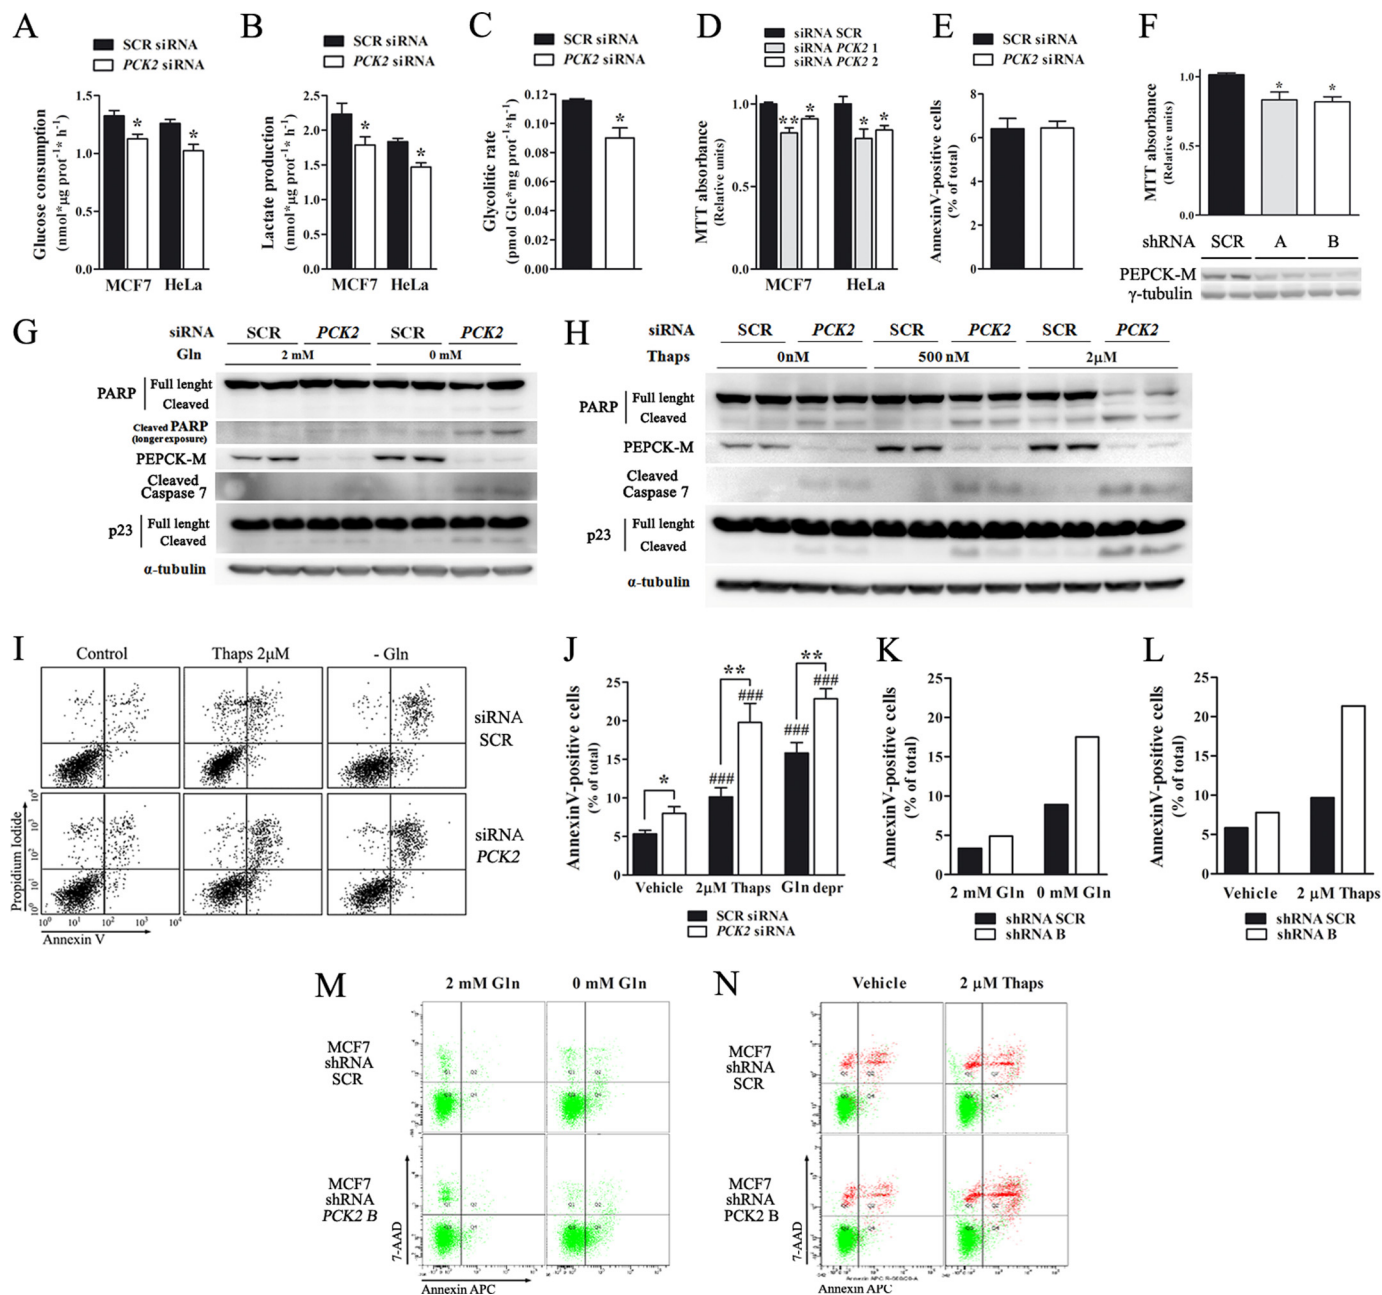 A
SCR siRNA
PCK2 siRNA
Glucose consumption
(nmol*µg prot⁻¹* h⁻¹)
1.5
1.0
0.5
0.0
MCF7 HeLa
B
SCR siRNA
PCK2 siRNA
Lactate production
(nmol*µg prot⁻¹* h⁻¹)
2.5
2.0
1.5
1.0
0.5
0.0
MCF7 HeLa
C
SCR siRNA
PCK2 siRNA
Glycolitic rate
(pmol Glc*mg prot⁻¹*h⁻¹)
0.12
0.10
0.08
0.06
0.04
0.02
0.00
D
siRNA SCR
siRNA PCK2 1
siRNA PCK2 2
MTT absorbance
(Relative units)
1.0
0.5
0.0
MCF7 HeLa
E
SCR siRNA
PCK2 siRNA
AnnexinV-positive cells
(% of total)
8
6
4
2
0
F
MTT absorbance
(Relative units)
1.0
0.5
0.0
shRNA SCR A B
PEPCK-M
γ-tubulin
G
siRNA SCR PCK2 SCR PCK2
Gln 2 mM 0 mM
PARP
Full lenght
Cleaved
Cleaved PARP
(longer exposure)
PEPCK-M
Cleaved
Caspase 7
p23
Full lenght
Cleaved
α-tubulin
H
siRNA SCR PCK2 SCR PCK2 SCR PCK2
Thaps 0nM 500 nM 2µM
PARP
Full lenght
Cleaved
PEPCK-M
Cleaved
Caspase 7
p23
Full lenght
Cleaved
α-tubulin
I
Control Thaps 2µM - Gln
siRNA
SCR
siRNA
PCK2
Propidium Iodide
10⁴
10³
10²
10¹
10⁰
10⁰ 10¹ 10² 10³ 10⁴
Annexin V
J
AnnexinV-positive cells
(% of total)
25
20
15
10
5
0
* ### ** ### ### ** ###
Vehicle 2µM Thaps Gln depr
SCR siRNA
PCK2 siRNA
K
AnnexinV-positive cells
(% of total)
25
20
15
10
5
0
2 mM Gln 0 mM Gln
shRNA SCR
shRNA B
L
AnnexinV-positive cells
(% of total)
25
20
15
10
5
0
Vehicle 2 µM Thaps
shRNA SCR
shRNA B
M
2 mM Gln 0 mM Gln
MCF7
shRNA
SCR
MCF7
shRNA
PCK2 B
7-AAD
Annexin APC
N
Vehicle 2 µM Thaps
MCF7
shRNA
SCR
MCF7
shRNA
PCK2 B
7-AAD
Annexin APC